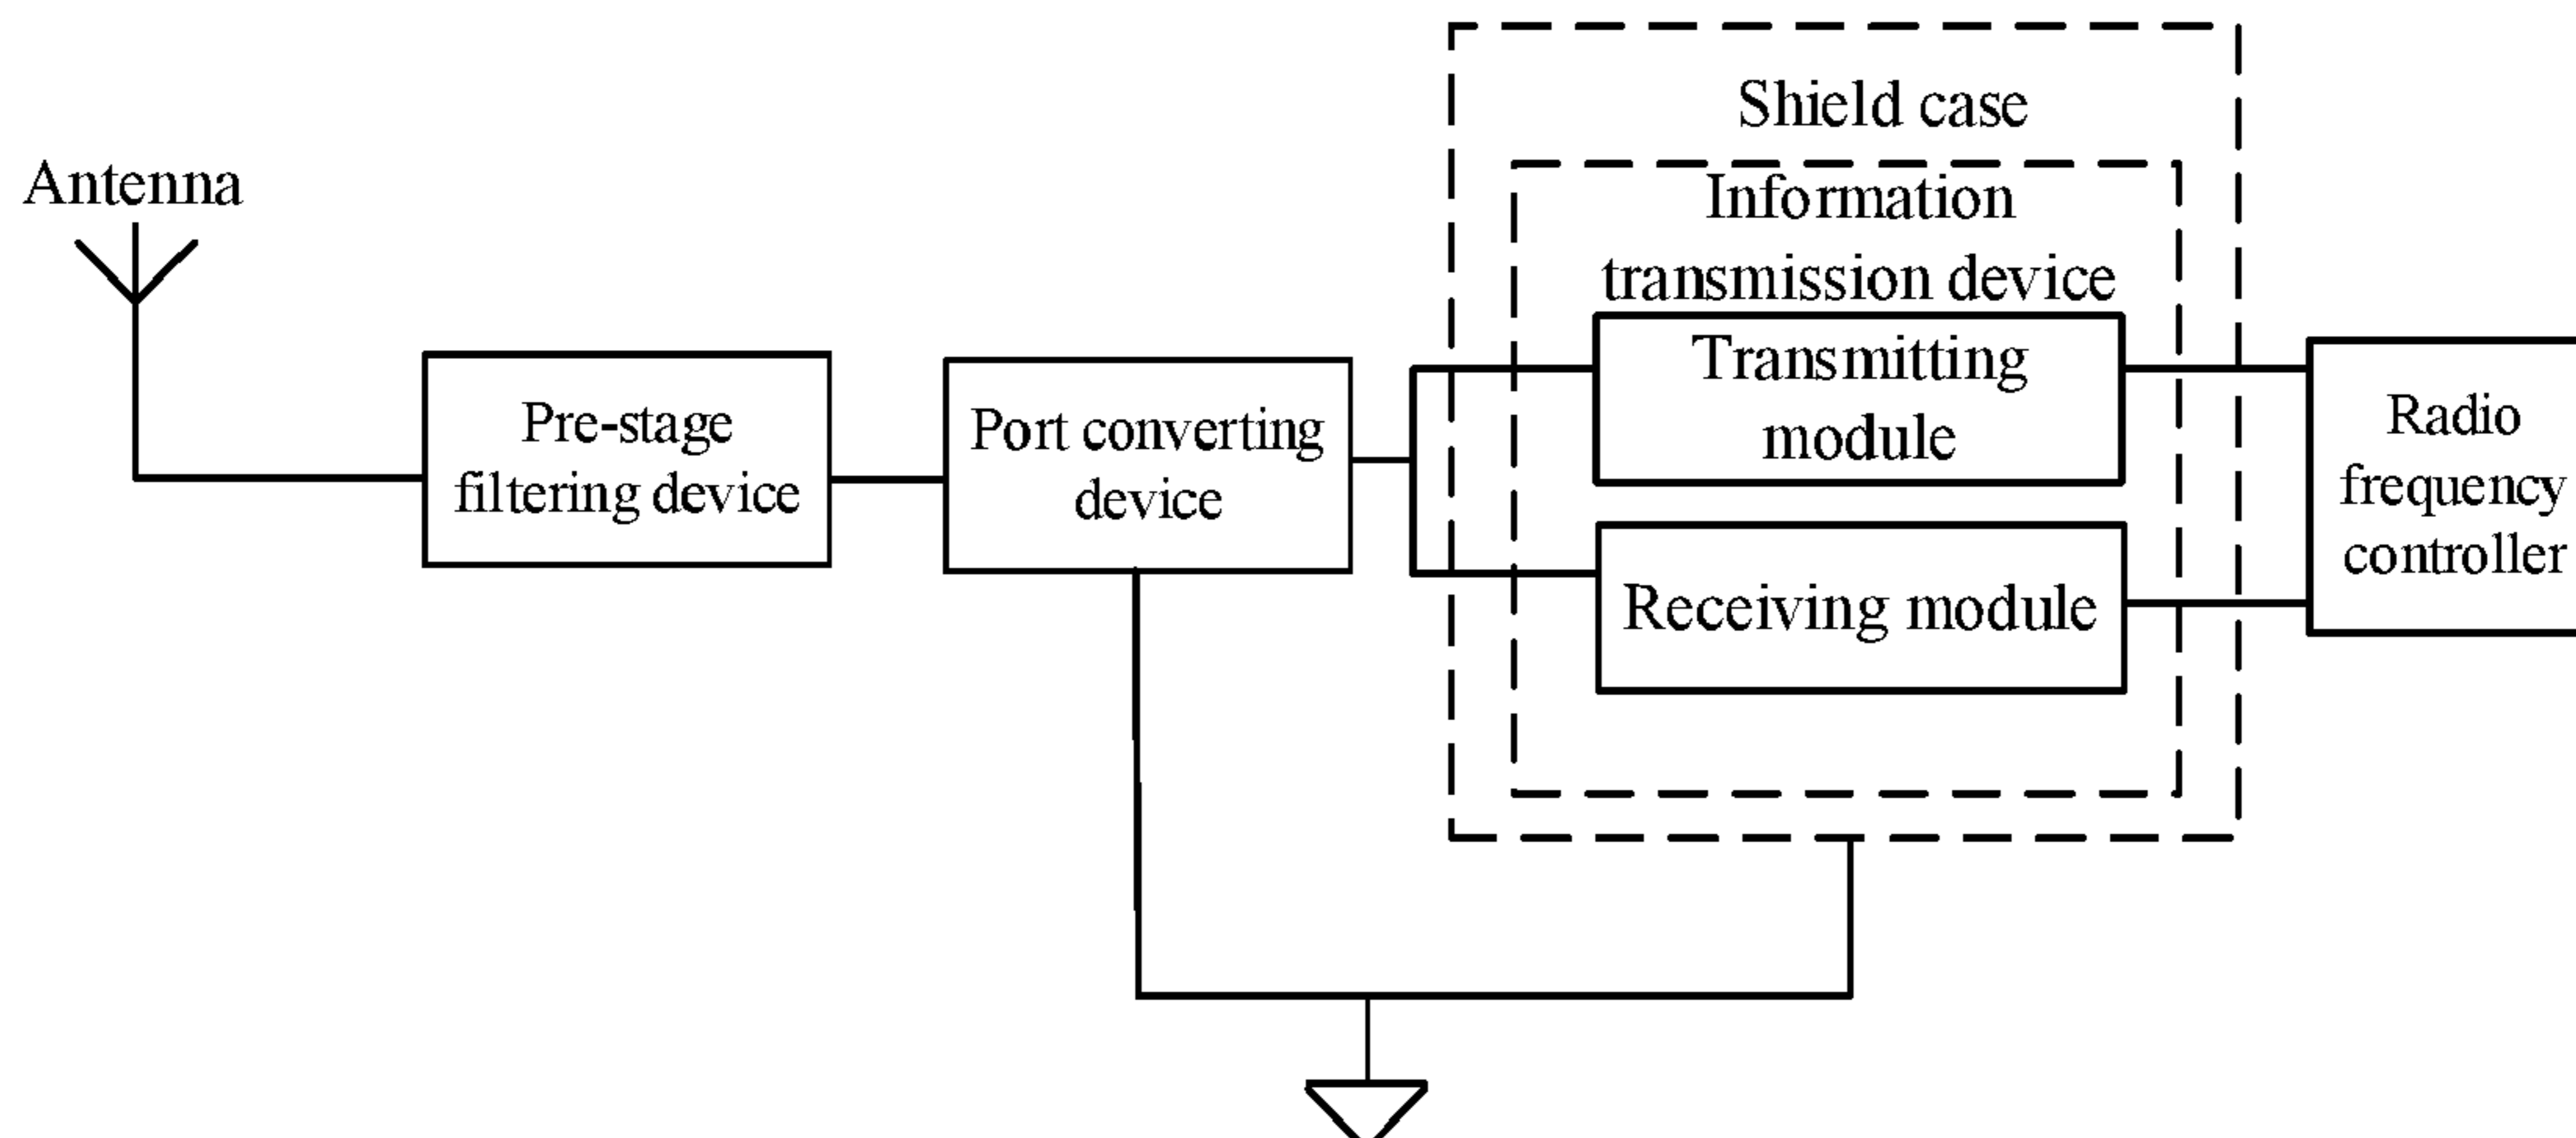 Shield case
Antenna
Information
transmission device
Transmitting
module
Pre-stage
filtering device
Port converting
device
Radio
frequency
controller
Receiving module